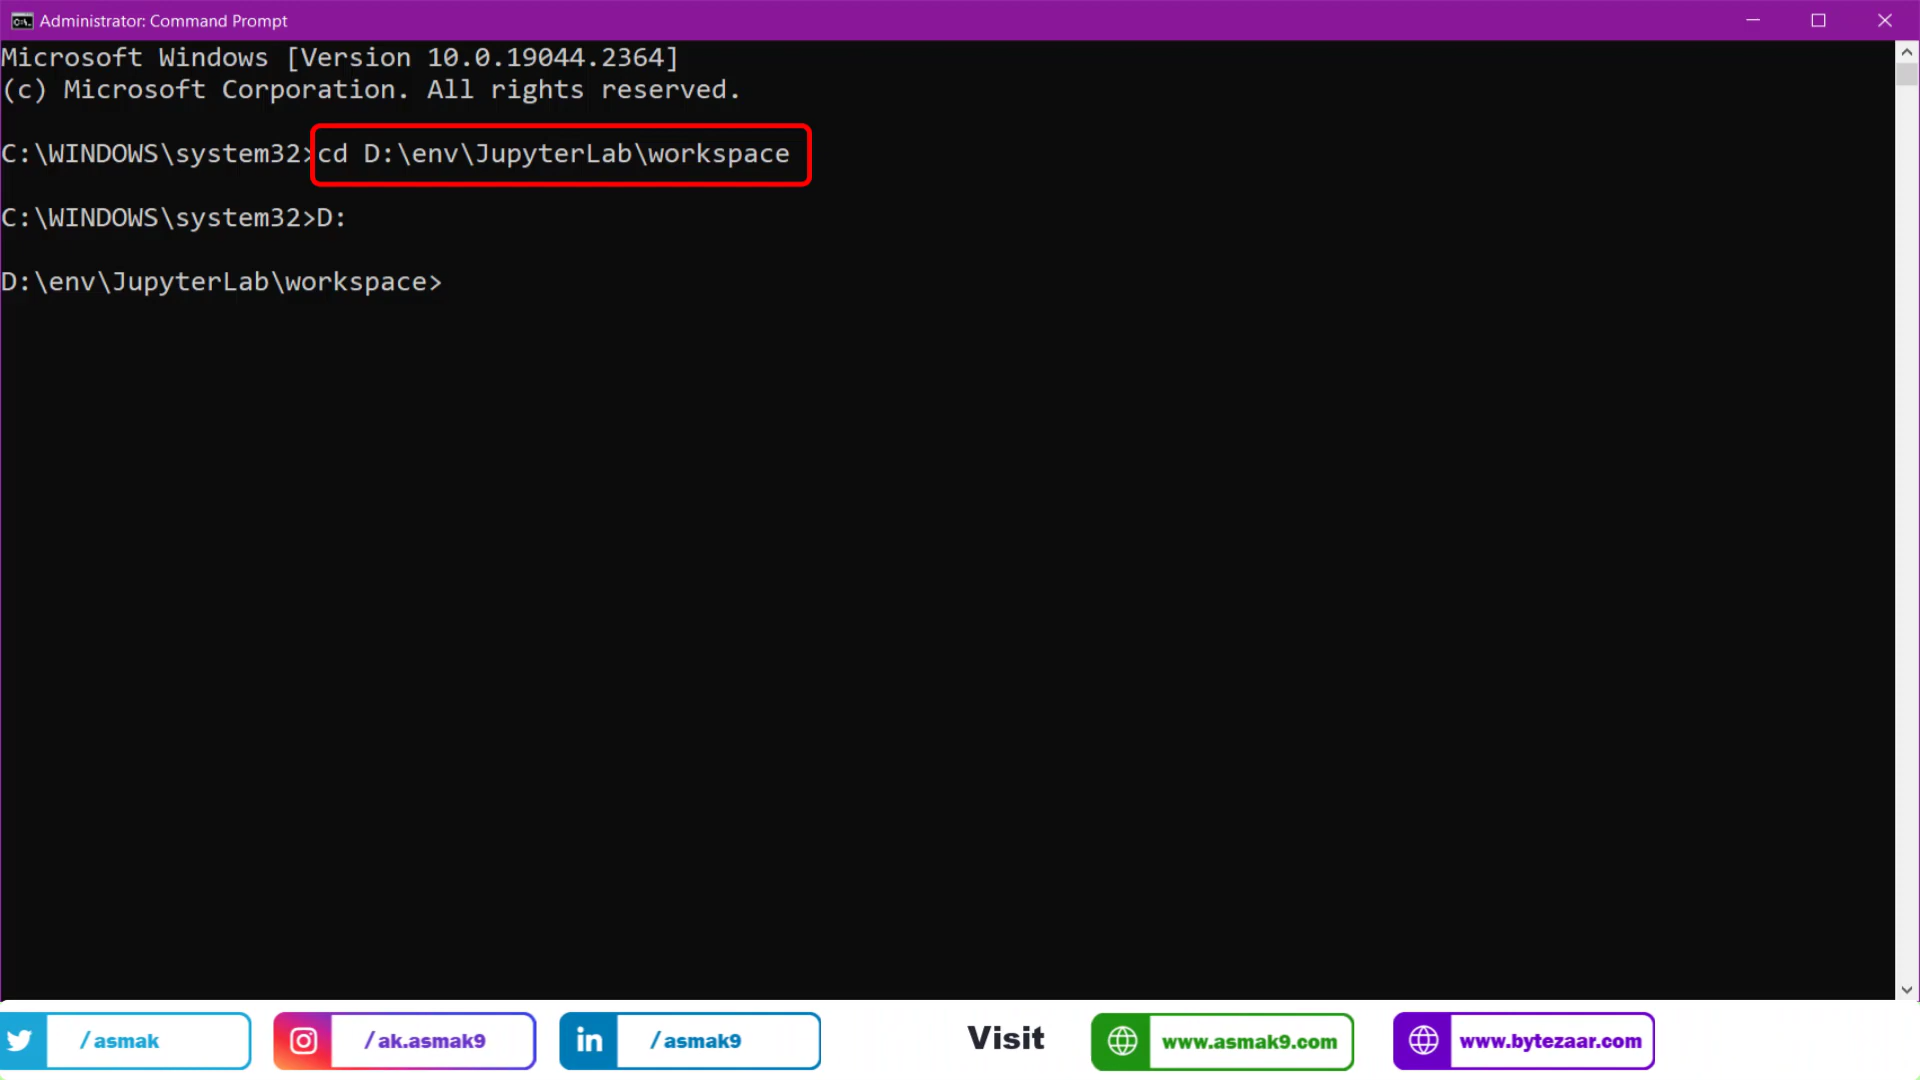 Administrator: Command Prompt
Microsoft Windows [Version 10.0.19044.2364]
(c) Microsoft Corporation. All rights reserved.
C:\WINDOWS\system32>cd D:\env\JupyterLab\workspace
C:\WINDOWS\system32>D:
D:\env\JupyterLab\workspace>
/asmak
/ak.asmak9
/asmak9
Visit
www.asmak9.com
www.bytezaar.com